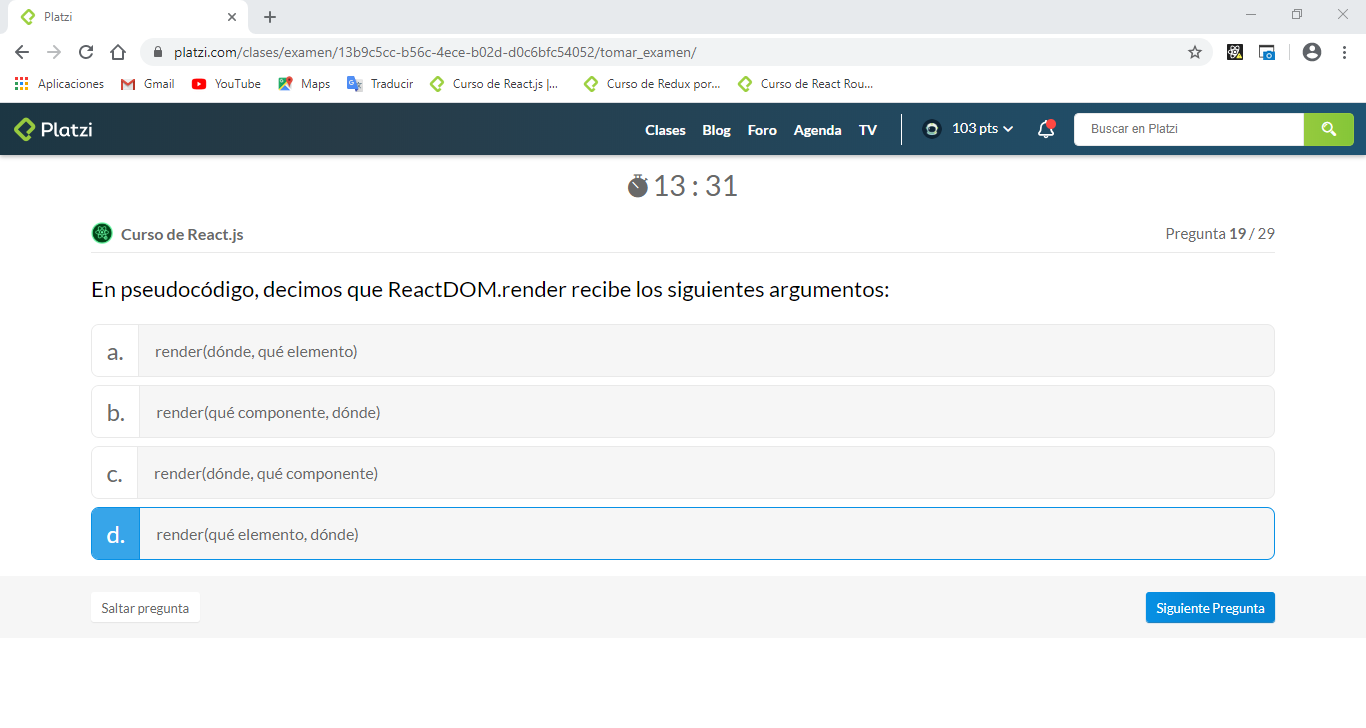 Platzi
platzi.com/clases/examen/13b9c5cc-b56c-4ece-b02d-d0c6bfc54052/tomar_examen/
Aplicaciones Gmail YouTube Maps Traducir Curso de React.js |... Curso de Redux por... Curso de React Rou...
Platzi Clases Blog Foro Agenda TV 103 pts Buscar en Platzi
13 : 31
Curso de React.js Pregunta 19 / 29
En pseudocódigo, decimos que ReactDOM.render recibe los siguientes argumentos:
a. render(dónde, qué elemento)
b. render(qué componente, dónde)
c. render(dónde, qué componente)
d. render(qué elemento, dónde)
Saltar pregunta Siguiente Pregunta